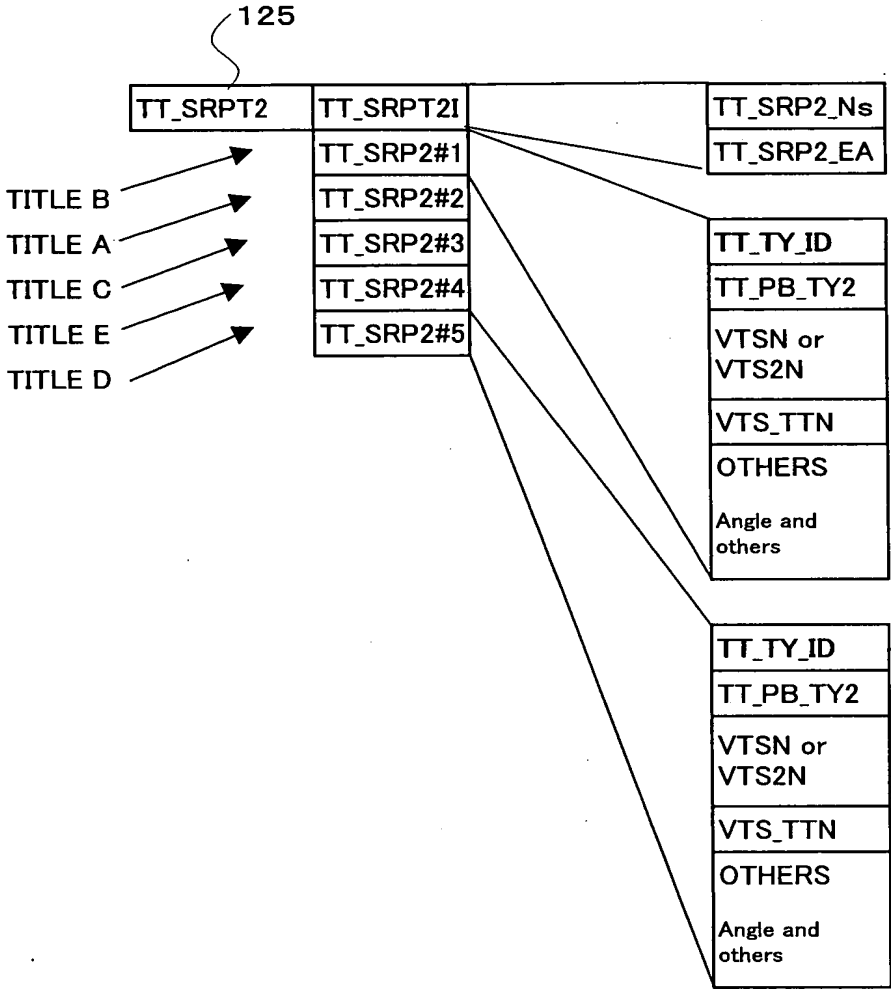 125
TT_SRPT2
TT_SRPT2I
TT_SRP2#1
TT_SRP2#2
TT_SRP2#3
TT_SRP2#4
TT_SRP2#5
TITLE B
TITLE A
TITLE C
TITLE E
TITLE D
TT_SRP2_Ns
TT_SRP2_EA
TT_TY_ID
TT_PB_TY2
VTSN or
VTS2N
VTS_TTN
OTHERS
Angle and
others
TT_TY_ID
TT_PB_TY2
VTSN or
VTS2N
VTS_TTN
OTHERS
Angle and
others